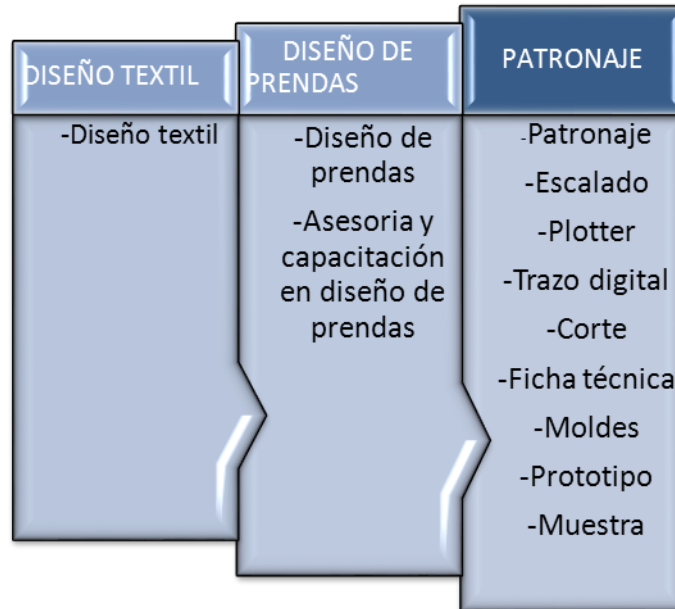 DISEÑO TEXTIL
-Diseño textil
DISEÑO DE
PRENDAS
-Diseño de
prendas
-Asesoria y
capacitación
en diseño de
prendas
PATRONAJE
-Patronaje
-Escalado
-Plotter
-Trazo digital
-Corte
-Ficha técnica
-Moldes
-Prototipo
-Muestra